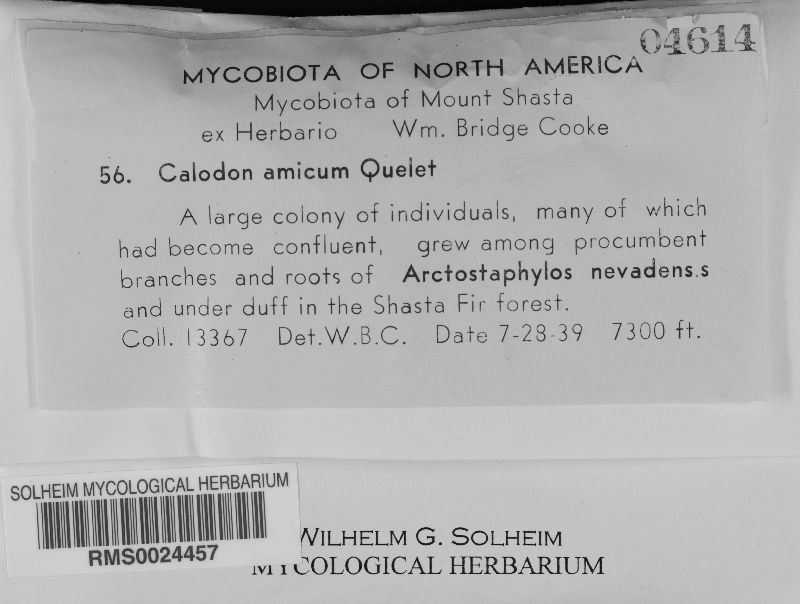 04614
MYCOBIOTA OF NORTH AMERICA
Mycobiota of Mount Shasta
ex Herbario Wm. Bridge Cooke
56. Calodon amicum Quelet
A large colony of individuals, many of which
had become confluent, grew among procumbent
branches and roots of Arctostaphylos nevadens.s
and under duff in the Shasta Fir forest.
Coll. 13367 Det.W.B.C. Date 7-28-39 7300 ft.
SOLHEIM MYCOLOGICAL HERBARIUM
RMS0024457
WILHELM G. SOLHEIM
MYCOLOGICAL HERBARIUM